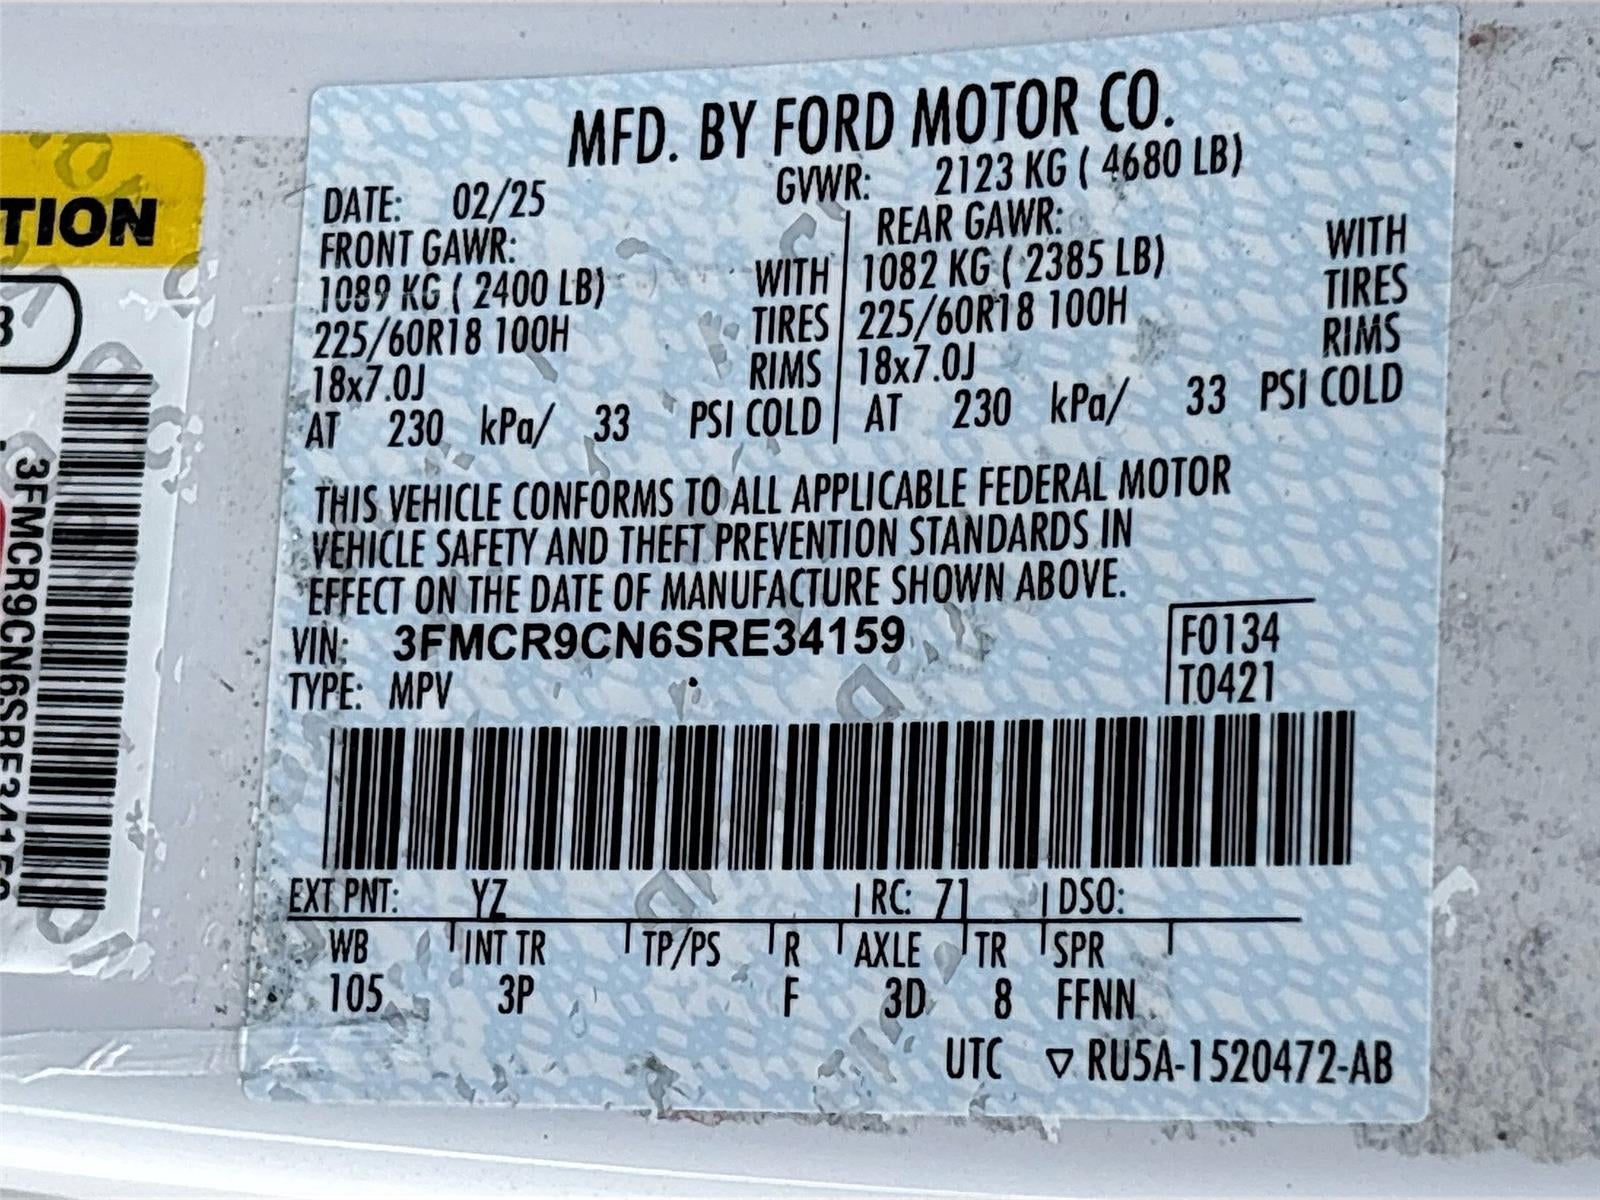 MFD. BY FORD MOTOR CO.
DATE: 02/25 GVWR: 2123 KG ( 4680 LB)
FRONT GAWR: REAR GAWR:
1089 KG ( 2400 LB) WITH 1082 KG ( 2385 LB) WITH
225/60R18 100H TIRES 225/60R18 100H TIRES
18x7.0J RIMS 18x7.0J RIMS
AT 230 kPa/ 33 PSI COLD AT 230 kPa/ 33 PSI COLD
THIS VEHICLE CONFORMS TO ALL APPLICABLE FEDERAL MOTOR
VEHICLE SAFETY AND THEFT PREVENTION STANDARDS IN
EFFECT ON THE DATE OF MANUFACTURE SHOWN ABOVE.
VIN: 3FMCR9CN6SRE34159 F0134
TYPE: MPV T0421
EXT PNT: YZ RC: 71 DSO:
WB INT TR TP/PS R AXLE TR SPR
105 3P F 3D 8 FFNN
UTC ▽ RU5A-1520472-AB
TION
3FMCR9CN6SRE34159